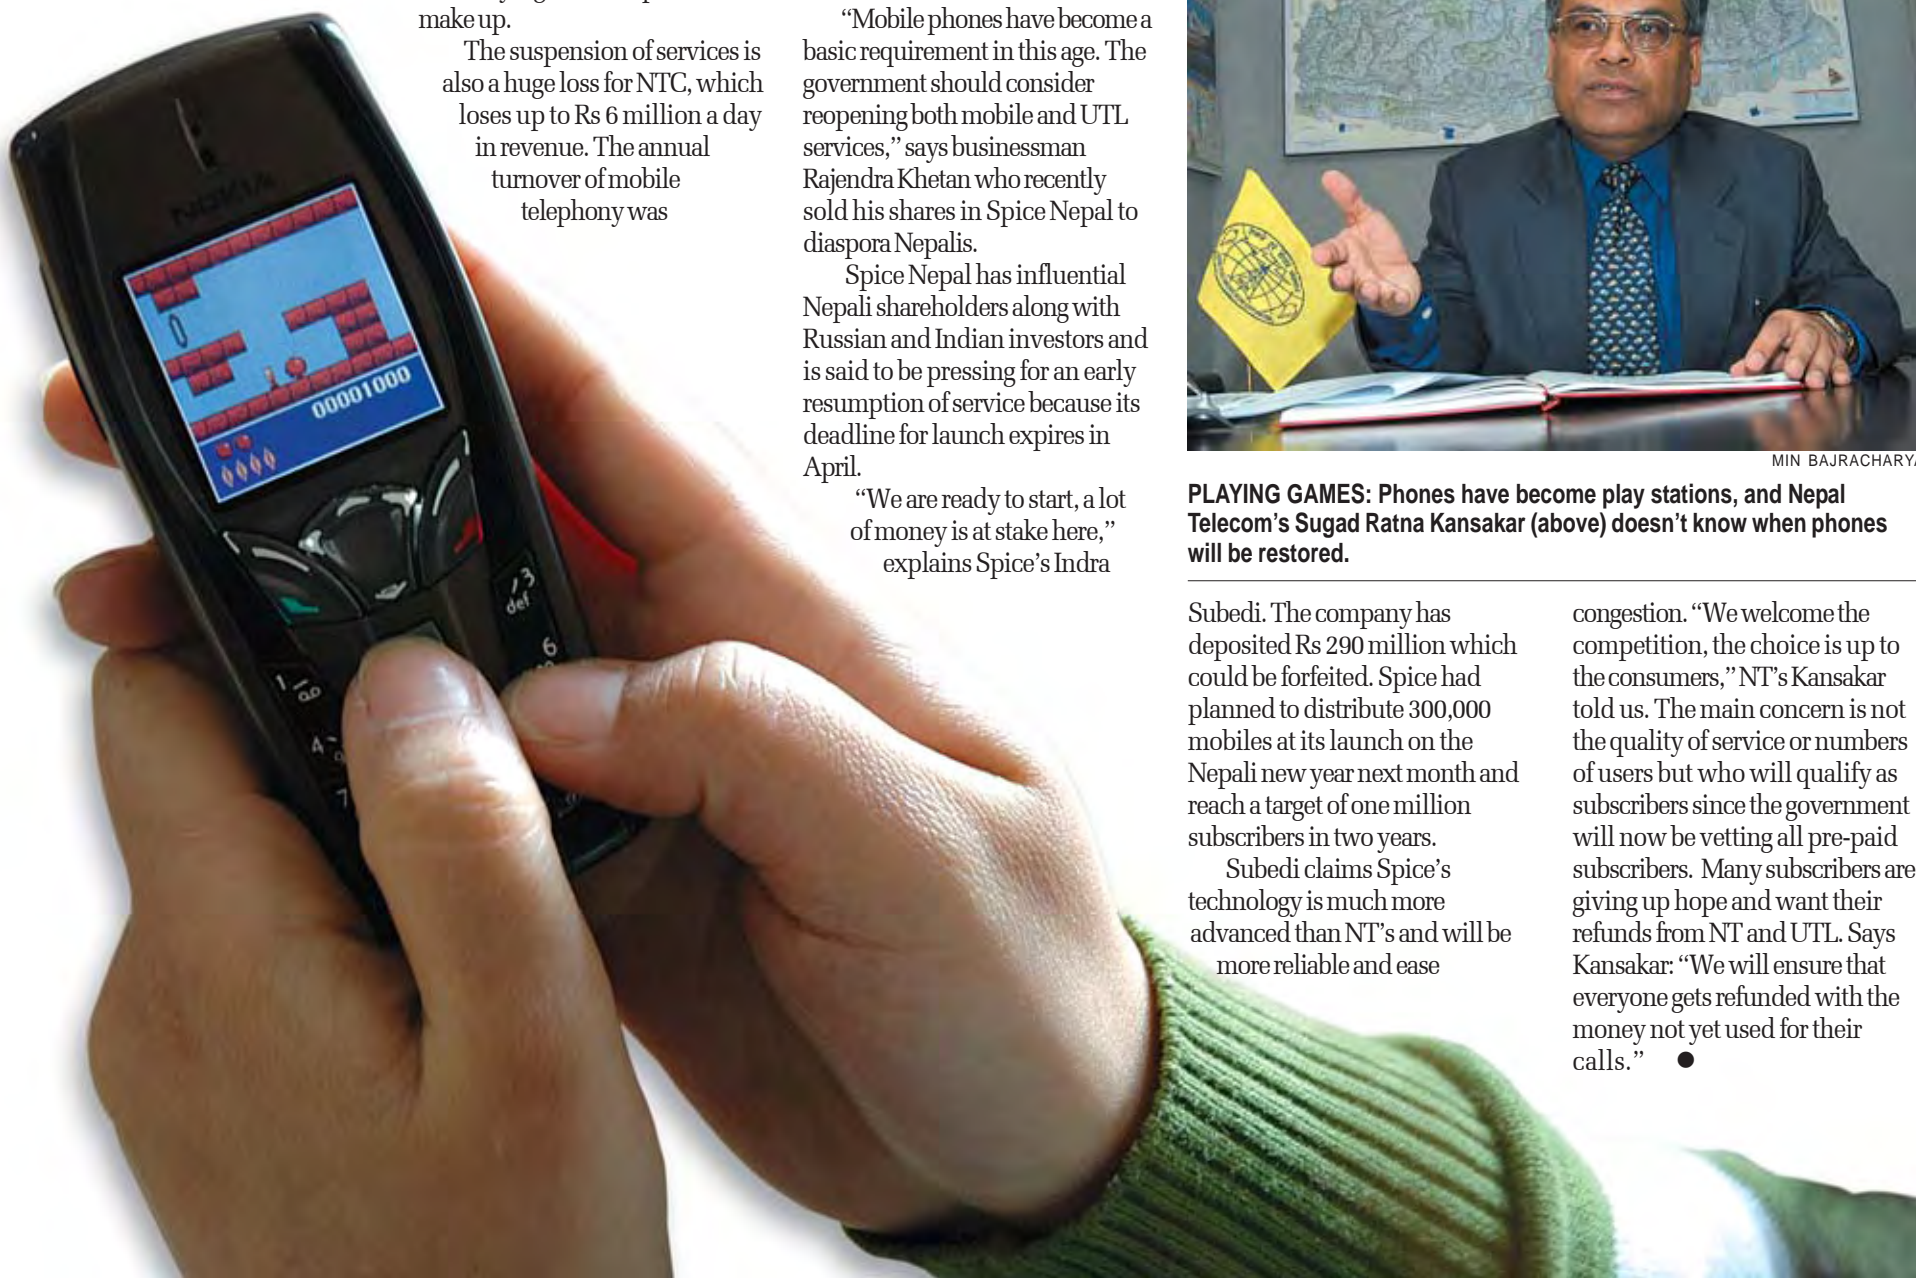 make up.
The suspension of services is
also a huge loss for NTC, which
loses up to Rs 6 million a day
in revenue. The annual
turnover of mobile
telephony was
“Mobile phones have become a
basic requirement in this age. The
government should consider
reopening both mobile and UTL
services,” says businessman
Rajendra Khetan who recently
sold his shares in Spice Nepal to
diaspora Nepalis.
Spice Nepal has influential
Nepali shareholders along with
Russian and Indian investors and
is said to be pressing for an early
resumption of service because its
deadline for launch expires in
April.
“We are ready to start, a lot
of money is at stake here,”
explains Spice’s Indra
MIN BAJRACHARYA
PLAYING GAMES: Phones have become play stations, and Nepal
Telecom’s Sugad Ratna Kansakar (above) doesn’t know when phones
will be restored.
Subedi. The company has
deposited Rs 290 million which
could be forfeited. Spice had
planned to distribute 300,000
mobiles at its launch on the
Nepali new year next month and
reach a target of one million
subscribers in two years.
Subedi claims Spice’s
technology is much more
advanced than NT’s and will be
more reliable and ease
congestion. “We welcome the
competition, the choice is up to
the consumers,” NT’s Kansakar
told us. The main concern is not
the quality of service or numbers
of users but who will qualify as
subscribers since the government
will now be vetting all pre-paid
subscribers.  Many subscribers are
giving up hope and want their
refunds from NT and UTL. Says
Kansakar: “We will ensure that
everyone gets refunded with the
money not yet used for their
calls.” ●
NOKIA
00001000
3
def
6
1
4
7